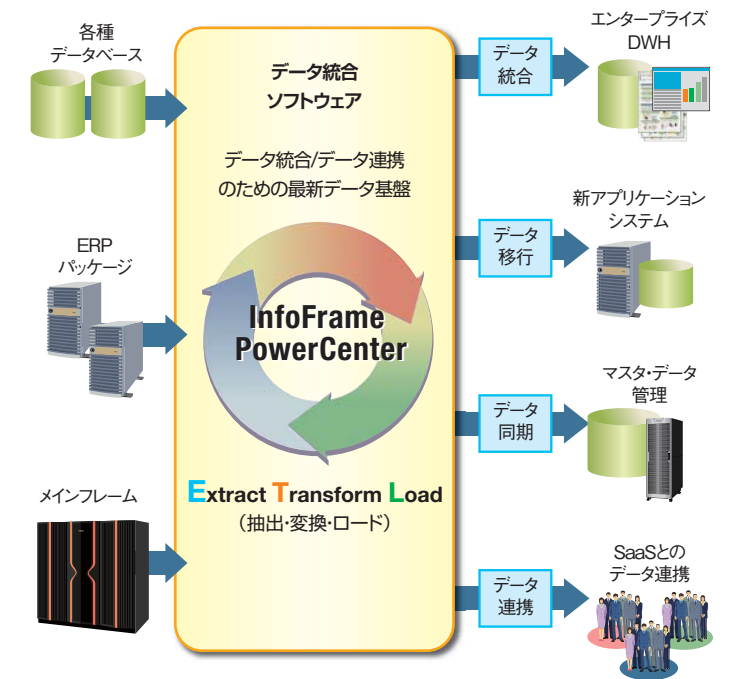 各種
データベース
ERP
パッケージ
メインフレーム
データ統合
ソフトウェア
データ統合/データ連携
のための最新データ基盤
InfoFrame
PowerCenter
Extract Transform Load
（抽出・変換・ロード）
データ
統合
エンタープライズ
DWH
データ
移行
新アプリケーション
システム
データ
同期
マスタ・データ
管理
データ
連携
SaaSとの
データ連携